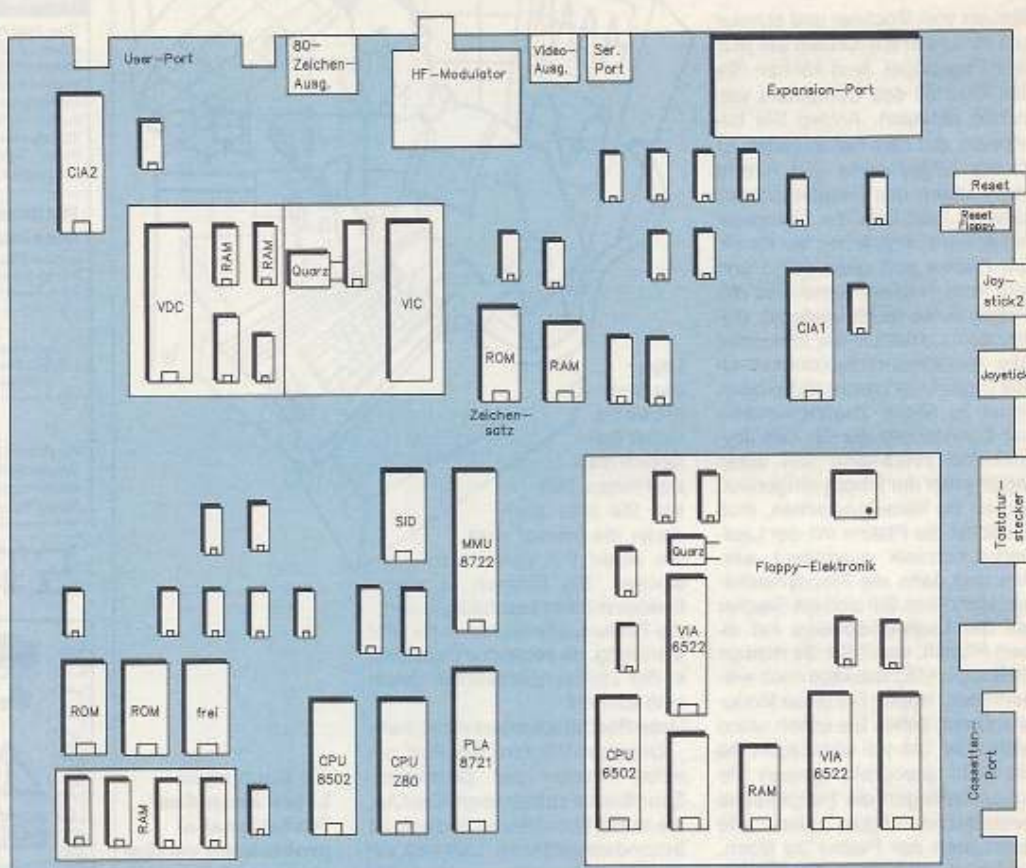 User-Port
80-
Zeichen-
Ausg.
HF-Modulator
Video-
Ausg.
Ser.
Port
Expansion-Port
CIA2
Reset
Reset
Floppy
VDC
RAM
RAM
Quarz
VIC
Joy-
stick2
CIA1
ROM
RAM
Joystick
Zeichen-
satz
SID
MMU
8722
Quarz
Floppy-Elektronik
Tastatur-
stecker
VIA
6522
ROM
ROM
frei
CPU
8502
CPU
Z80
PLA
8721
CPU
6502
RAM
VIA
6522
Cassetten-
Port
RAM